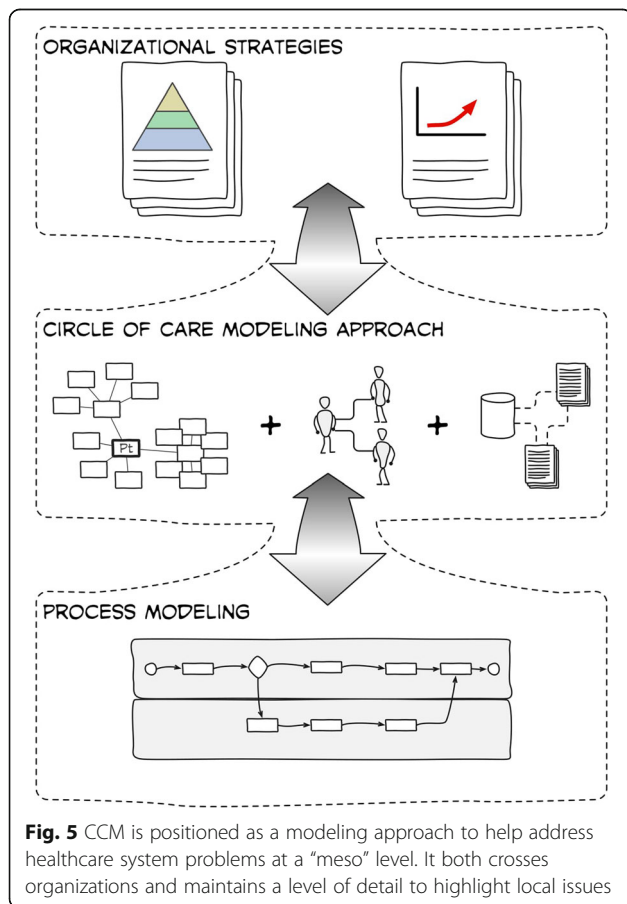 ORGANIZATIONAL STRATEGIES
CIRCLE OF CARE MODELING APPROACH
Pt
+
+
PROCESS MODELING
Fig. 5 CCM is positioned as a modeling approach to help address
healthcare system problems at a “meso” level. It both crosses
organizations and maintains a level of detail to highlight local issues